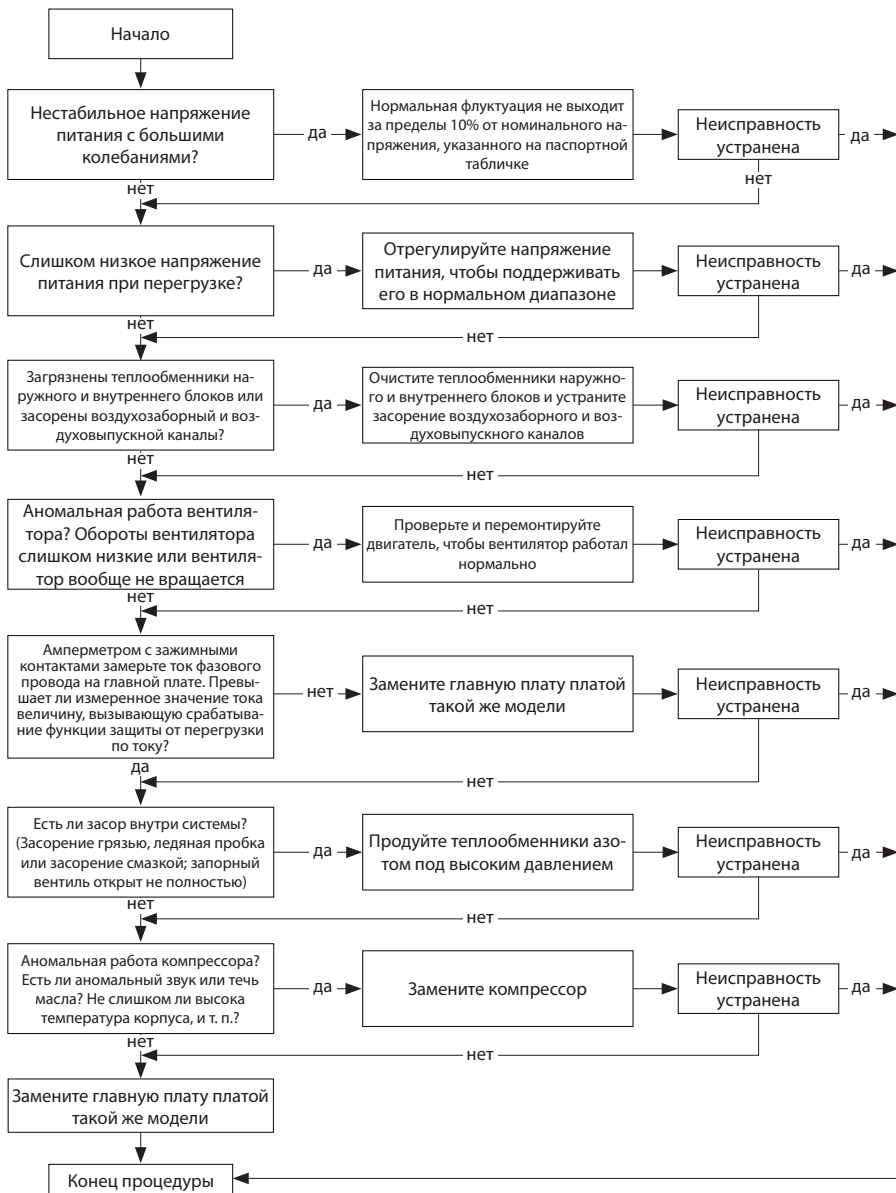 Начало
Нестабильное напряжение
питания с большими
колебаниями?
да
Нормальная флуктуация не выходит
за пределы 10% от номинального на-
пряжения, указанного на паспортной
табличке
Неисправность
устранена
да
нет
нет
Слишком низкое напряжение
питания при перегрузке?
да
Отрегулируйте напряжение
питания, чтобы поддерживать
его в нормальном диапазоне
Неисправность
устранена
да
нет
нет
Загрязнены теплообменники на-
ружного и внутреннего блоков или
засорены воздухозаборный и воз-
духовыпускной каналы?
да
Очистите теплообменники наружно-
го и внутреннего блоков и устраните
засорение воздухозаборного и воз-
духовыпускного каналов
Неисправность
устранена
да
нет
нет
Аномальная работа вентиля-
тора? Обороты вентилятора
слишком низкие или вентиля-
тор вообще не вращается
да
Проверьте и перемонтируйте
двигатель, чтобы вентилятор работал
нормально
Неисправность
устранена
да
нет
нет
Амперметром с зажимными
контактами замерьте ток фазового
провода на главной плате. Превы-
шает ли измеренное значение тока
величину, вызывающую срабатыва-
ние функции защиты от перегрузки
по току?
нет
Замените главную плату платой
такой же модели
Неисправность
устранена
да
да
нет
Есть ли засор внутри системы?
(Засорение грязью, ледяная пробка
или засорение смазкой; запорный
вентиль открыт не полностью)
да
Продуйте теплообменники азо-
том под высоким давлением
Неисправность
устранена
да
нет
нет
Аномальная работа компрессора?
Есть ли аномальный звук или течь
масла? Не слишком ли высока
температура корпуса, и т. п.?
да
Замените компрессор
Неисправность
устранена
да
нет
нет
Замените главную плату платой
такой же модели
Конец процедуры